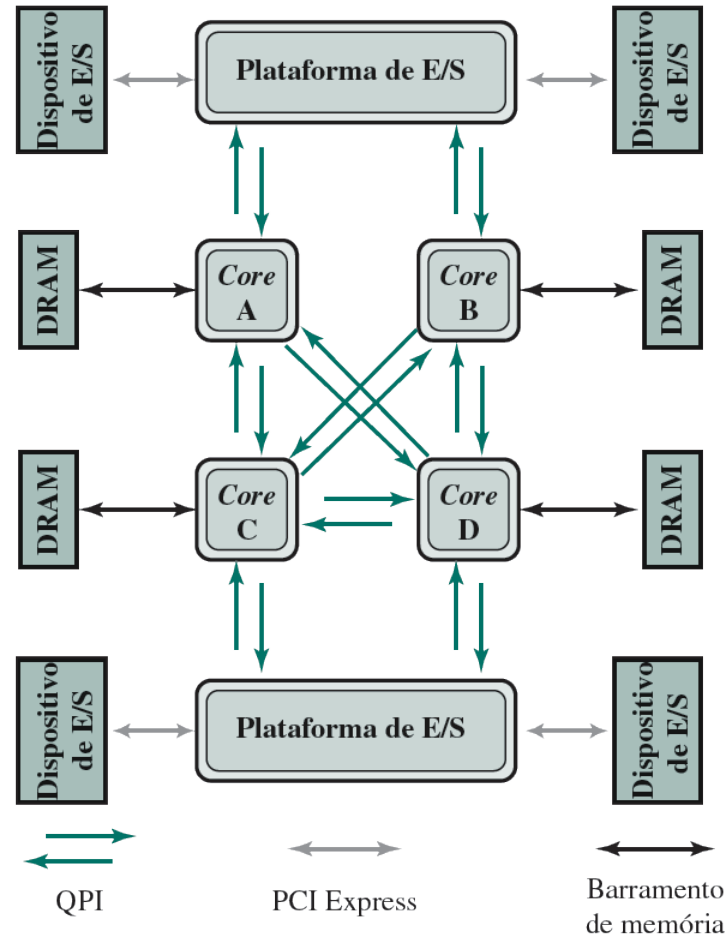 Dispositivo
de E/S
Plataforma de E/S
Dispositivo
de E/S
DRAM
Core
A
Core
B
DRAM
DRAM
Core
C
Core
D
DRAM
Dispositivo
de E/S
Plataforma de E/S
Dispositivo
de E/S
QPI
PCI Express
Barramento
de memória